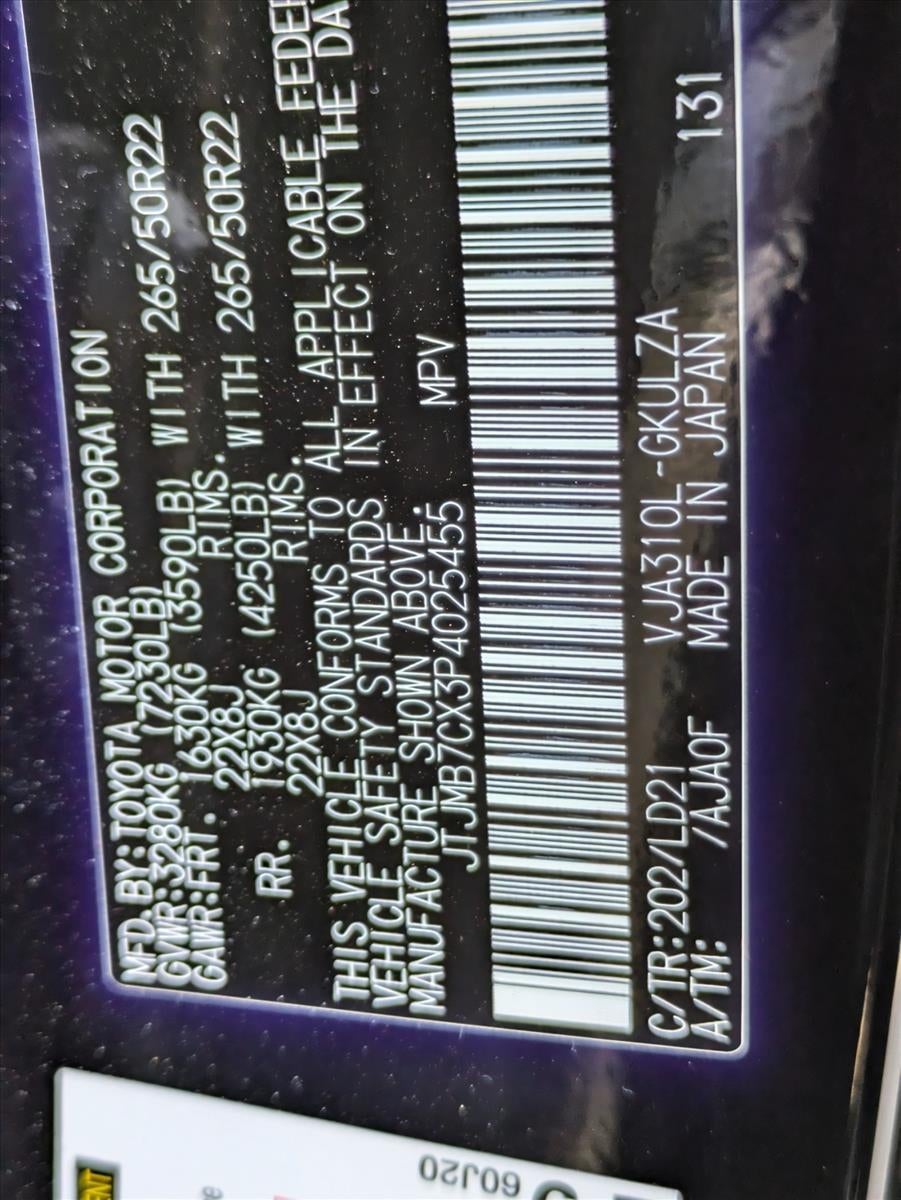 MFD.BY:TOYOTA MOTOR CORPORATION
GVWR:3280KG (7230LB)
GAWR:FRT. 1630KG (3590LB) WITH 265/50R22
22X8J RIMS.
RR. 1930KG (4250LB) WITH 265/50R22
22X8J RIMS.
THIS VEHICLE CONFORMS TO ALL APPLICABLE
VEHICLE SAFETY STANDARDS IN EFFECT ON THE
MANUFACTURE SHOWN ABOVE.
JTJMB7CX3P4025455 MPV
C/TR:202/LD21 VJA310L-GKULZA 131
A/TM: /AJA0F MADE IN JAPAN
60J20